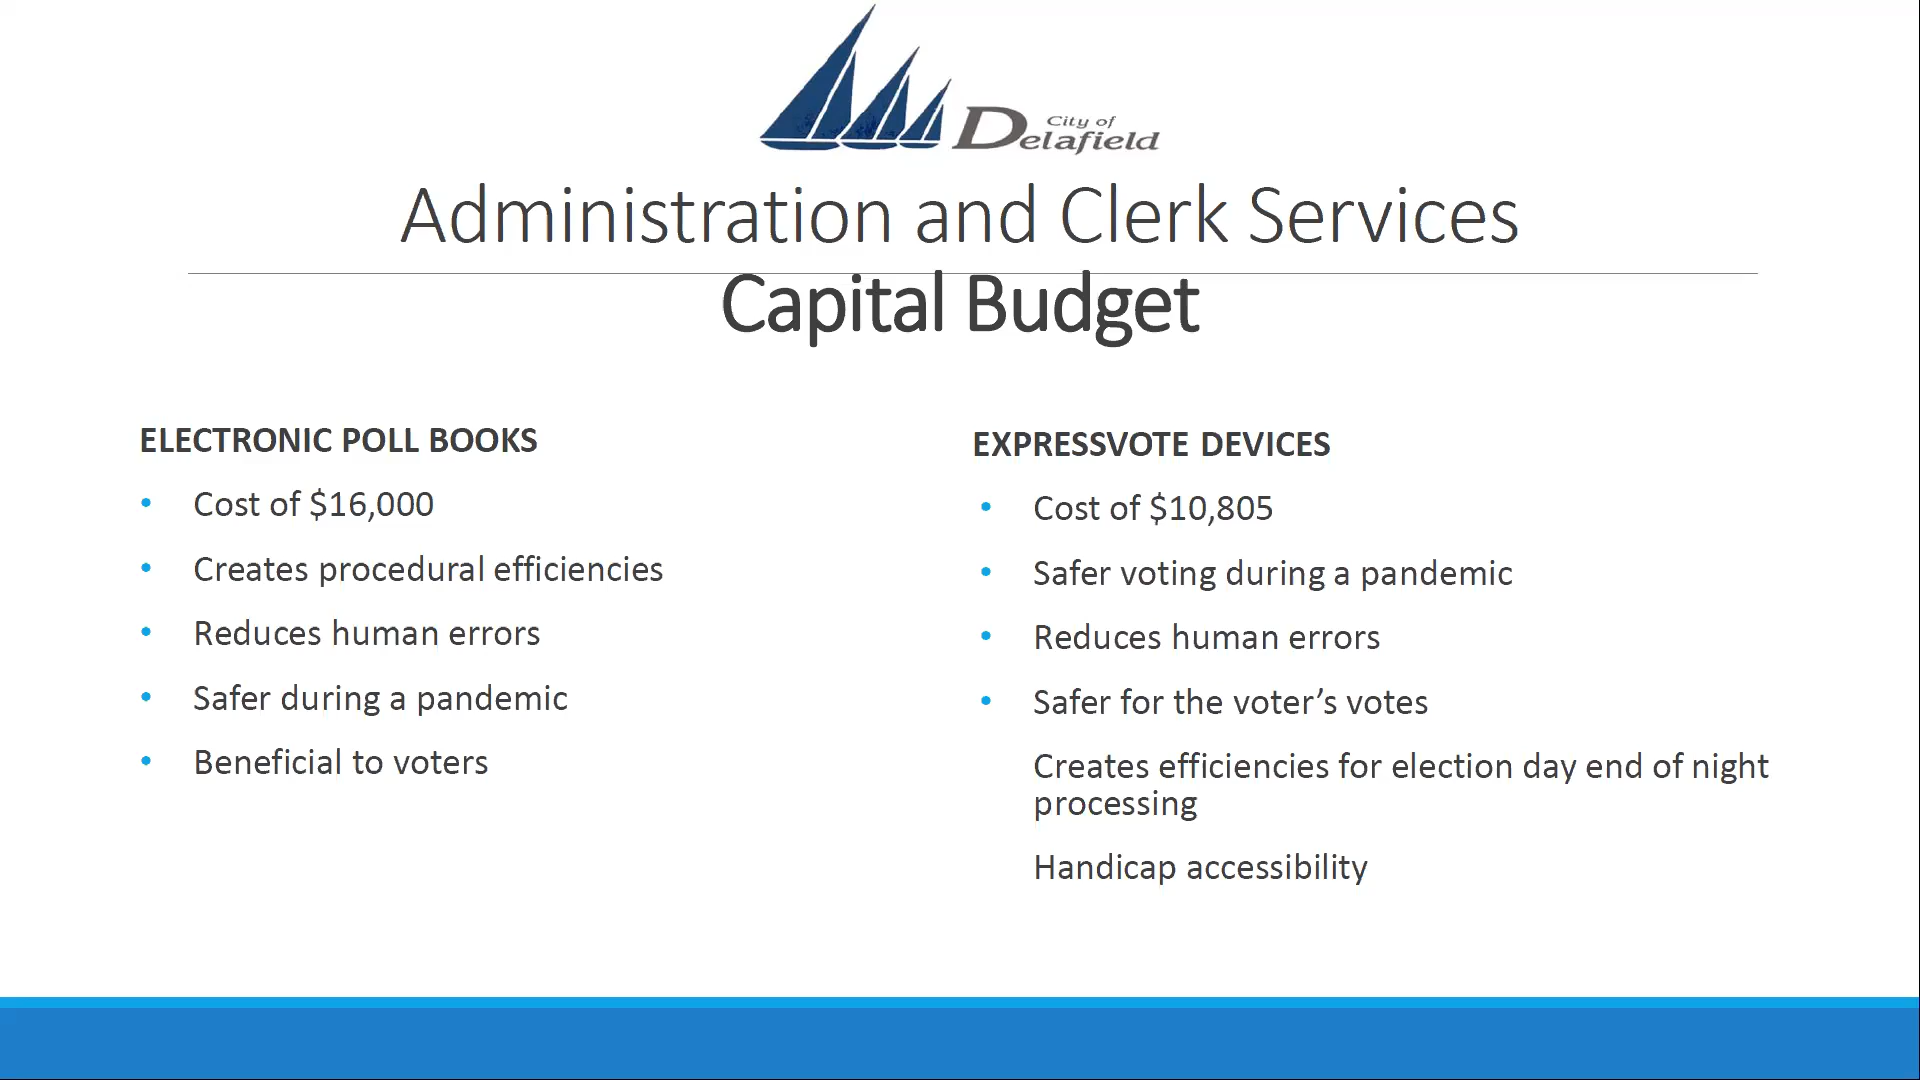 City of
Delafield
Administration and Clerk Services
Capital Budget
ELECTRONIC POLL BOOKS
• Cost of $16,000
• Creates procedural efficiencies
• Reduces human errors
• Safer during a pandemic
• Beneficial to voters
EXPRESSVOTE DEVICES
• Cost of $10,805
• Safer voting during a pandemic
• Reduces human errors
• Safer for the voter’s votes
Creates efficiencies for election day end of night
processing
Handicap accessibility